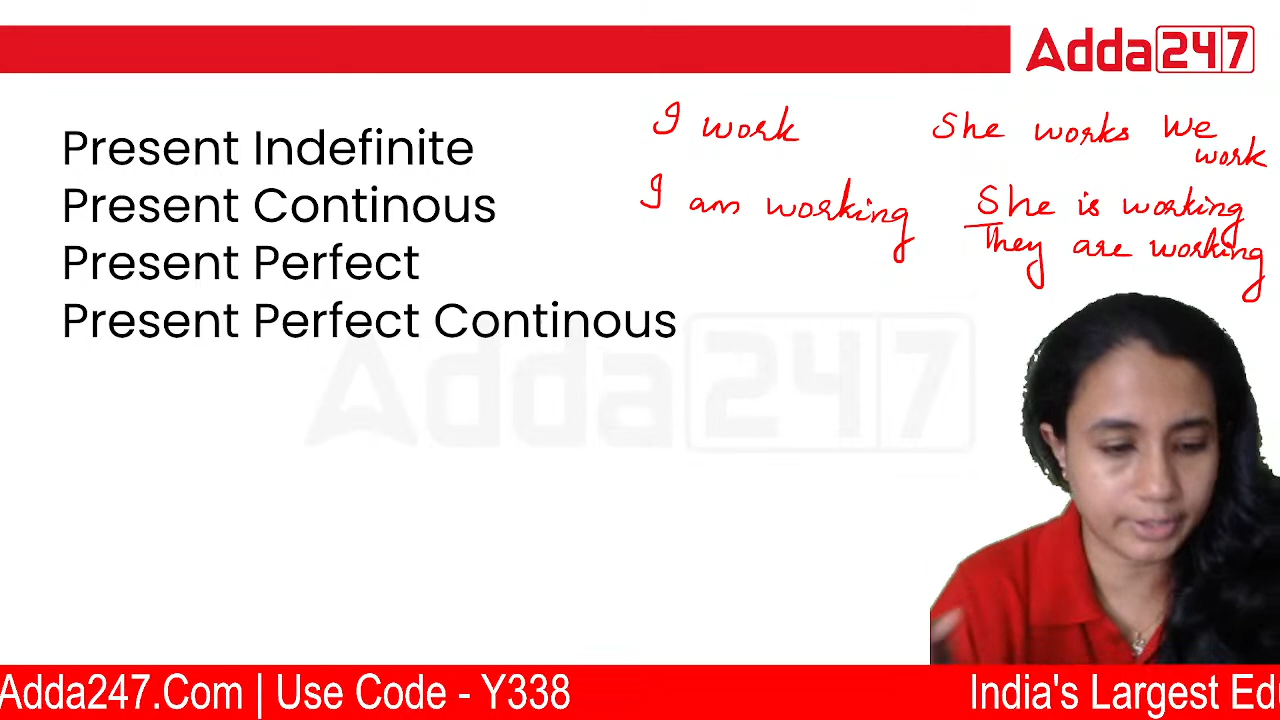 Adda247
Present Indefinite
I work She works We
work
Present Continous
I am working She is working
They are working
Present Perfect
Present Perfect Continous
Adda247
Adda247.Com | Use Code - Y338
India's Largest Ed